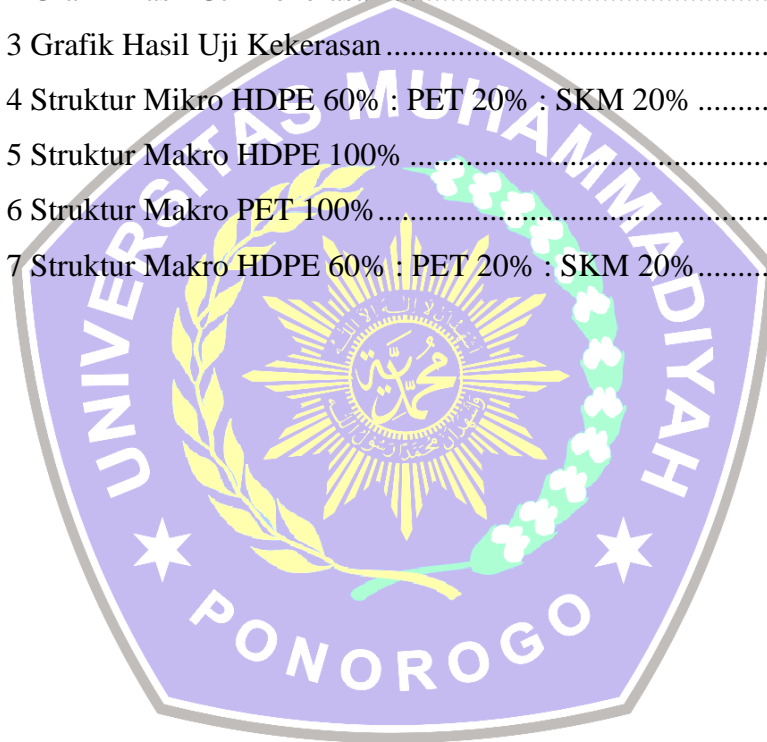 3 Grafik Hasil Uji Kekerasan ..........................................
4 Struktur Mikro HDPE 60% : PET 20% : SKM 20% .........
5 Struktur Makro HDPE 100% ..........................................
6 Struktur Makro PET 100% ..............................................
7 Struktur Makro HDPE 60% : PET 20% : SKM 20% .........
UNIVERSITAS MUHAMMADIYAH
محمدية
PONOROGO